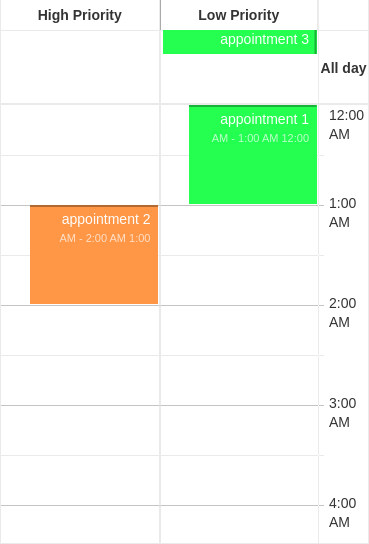 High Priority
Low Priority
appointment 3
All day
appointment 1
AM - 1:00 AM 12:00
12:00
AM
appointment 2
AM - 2:00 AM 1:00
1:00
AM
2:00
AM
3:00
AM
4:00
AM